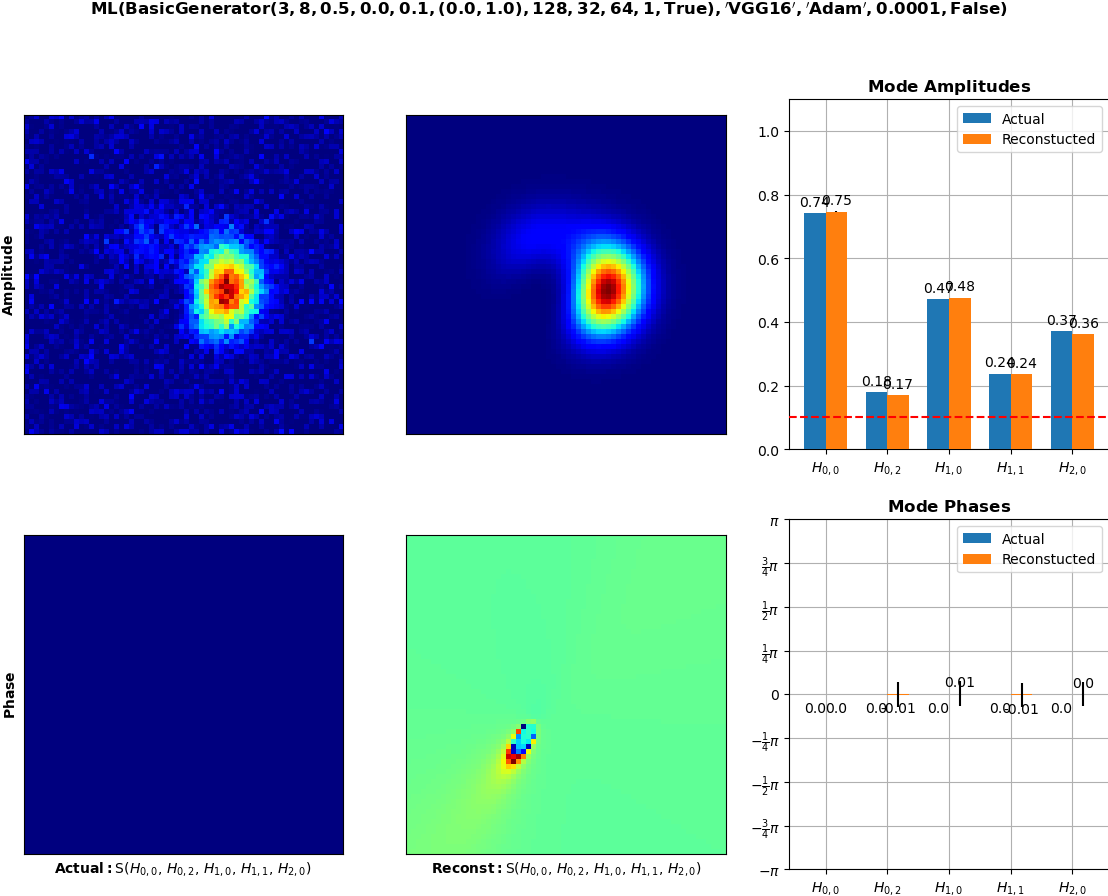 ML(BasicGenerator(3, 8, 0.5, 0.0, 0.1, (0.0, 1.0), 128, 32, 64, 1, True), ′VGG16′, ′Adam′, 0.0001, False)
Amplitude
Mode Amplitudes
Actual
Reconstucted
1.0
0.8
0.6
0.4
0.2
0.0
0.74 0.75
0.18 0.17
0.47 0.48
0.24 0.24
0.37 0.36
H0,0 H0,2 H1,0 H1,1 H2,0
Phase
Actual: S(H0,0, H0,2, H1,0, H1,1, H2,0)
Reconst: S(H0,0, H0,2, H1,0, H1,1, H2,0)
Mode Phases
Actual
Reconstucted
π
3/4π
1/2π
1/4π
0
−1/4π
−1/2π
−3/4π
−π
0.0 0.0
0.0 -0.01
0.0 0.01
0.0 -0.01
0.0 0.0
H0,0 H0,2 H1,0 H1,1 H2,0